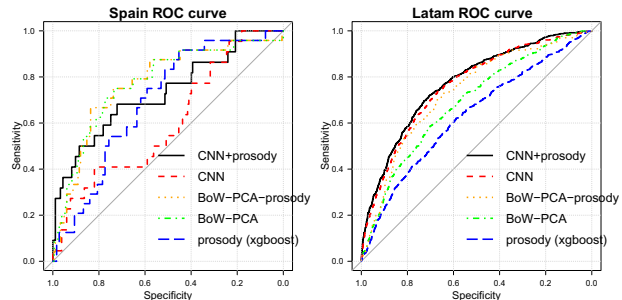 Spain ROC curve
Sensitivity
1.0
0.8
0.6
0.4
0.2
0.0
CNN+prosody
CNN
BoW-PCA-prosody
BoW-PCA
prosody (xgboost)
1.0 0.8 0.6 0.4 0.2 0.0
Specificity
Latam ROC curve
Sensitivity
1.0
0.8
0.6
0.4
0.2
0.0
CNN+prosody
CNN
BoW-PCA-prosody
BoW-PCA
prosody (xgboost)
1.0 0.8 0.6 0.4 0.2 0.0
Specificity